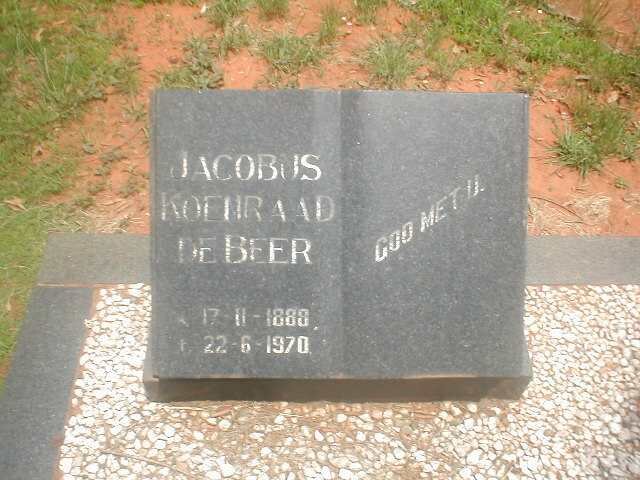 JACOBUS
KOENRAAD
DE BEER
* 17-11-1888
† 22-6-1970
GOD MET U.